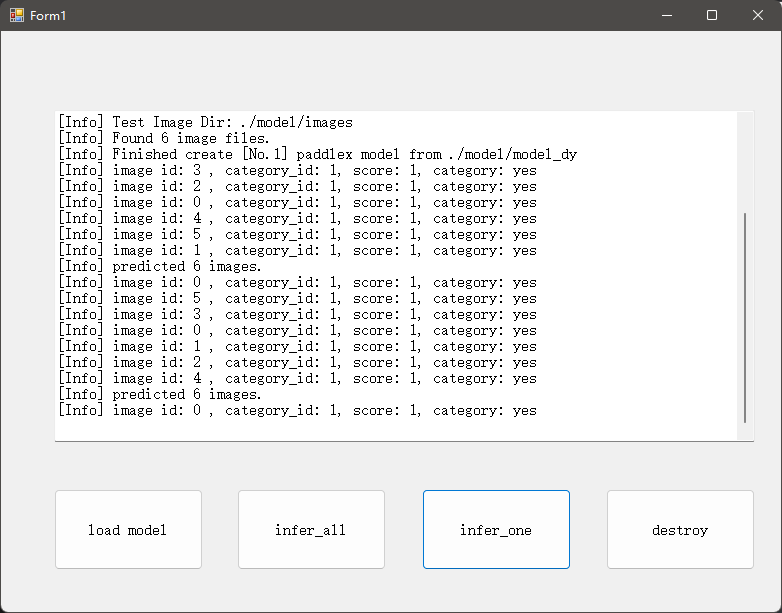 Form1
[Info] Test Image Dir: ./model/images
[Info] Found 6 image files.
[Info] Finished create [No.1] paddlex model from ./model/model_dy
[Info] image id: 3 , category_id: 1, score: 1, category: yes
[Info] image id: 2 , category_id: 1, score: 1, category: yes
[Info] image id: 0 , category_id: 1, score: 1, category: yes
[Info] image id: 4 , category_id: 1, score: 1, category: yes
[Info] image id: 5 , category_id: 1, score: 1, category: yes
[Info] image id: 1 , category_id: 1, score: 1, category: yes
[Info] predicted 6 images.
[Info] image id: 0 , category_id: 1, score: 1, category: yes
[Info] image id: 5 , category_id: 1, score: 1, category: yes
[Info] image id: 3 , category_id: 1, score: 1, category: yes
[Info] image id: 0 , category_id: 1, score: 1, category: yes
[Info] image id: 1 , category_id: 1, score: 1, category: yes
[Info] image id: 2 , category_id: 1, score: 1, category: yes
[Info] image id: 4 , category_id: 1, score: 1, category: yes
[Info] predicted 6 images.
[Info] image id: 0 , category_id: 1, score: 1, category: yes
load model
infer_all
infer_one
destroy